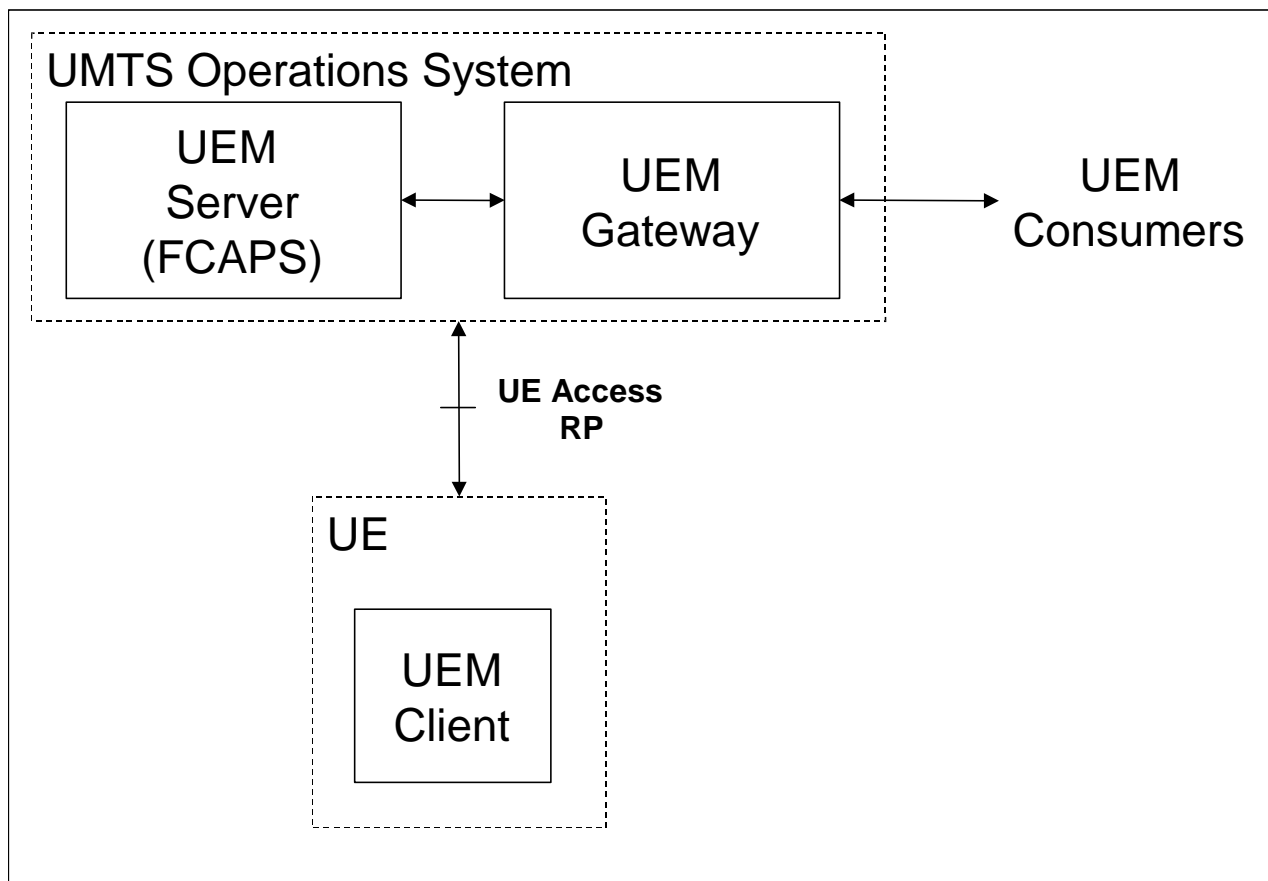 UMTS Operations System
UEM
Server
(FCAPS)
UEM
Gateway
UEM
Consumers
UE Access
RP
UE
UEM
Client